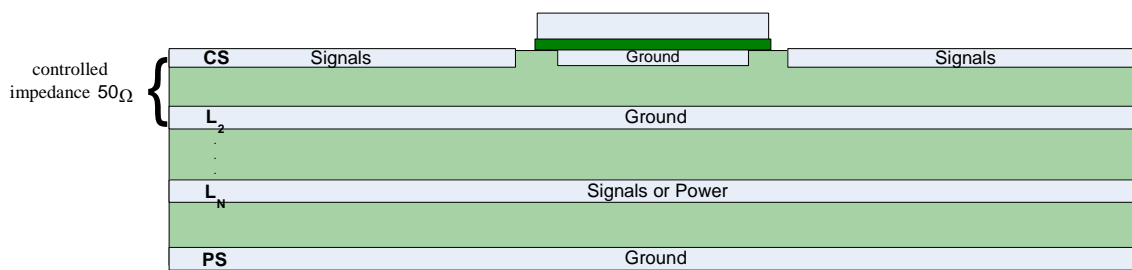 CS Signals Ground Signals
controlled
impedance 50Ω
L2 Ground
.
.
.
LN Signals or Power
PS Ground